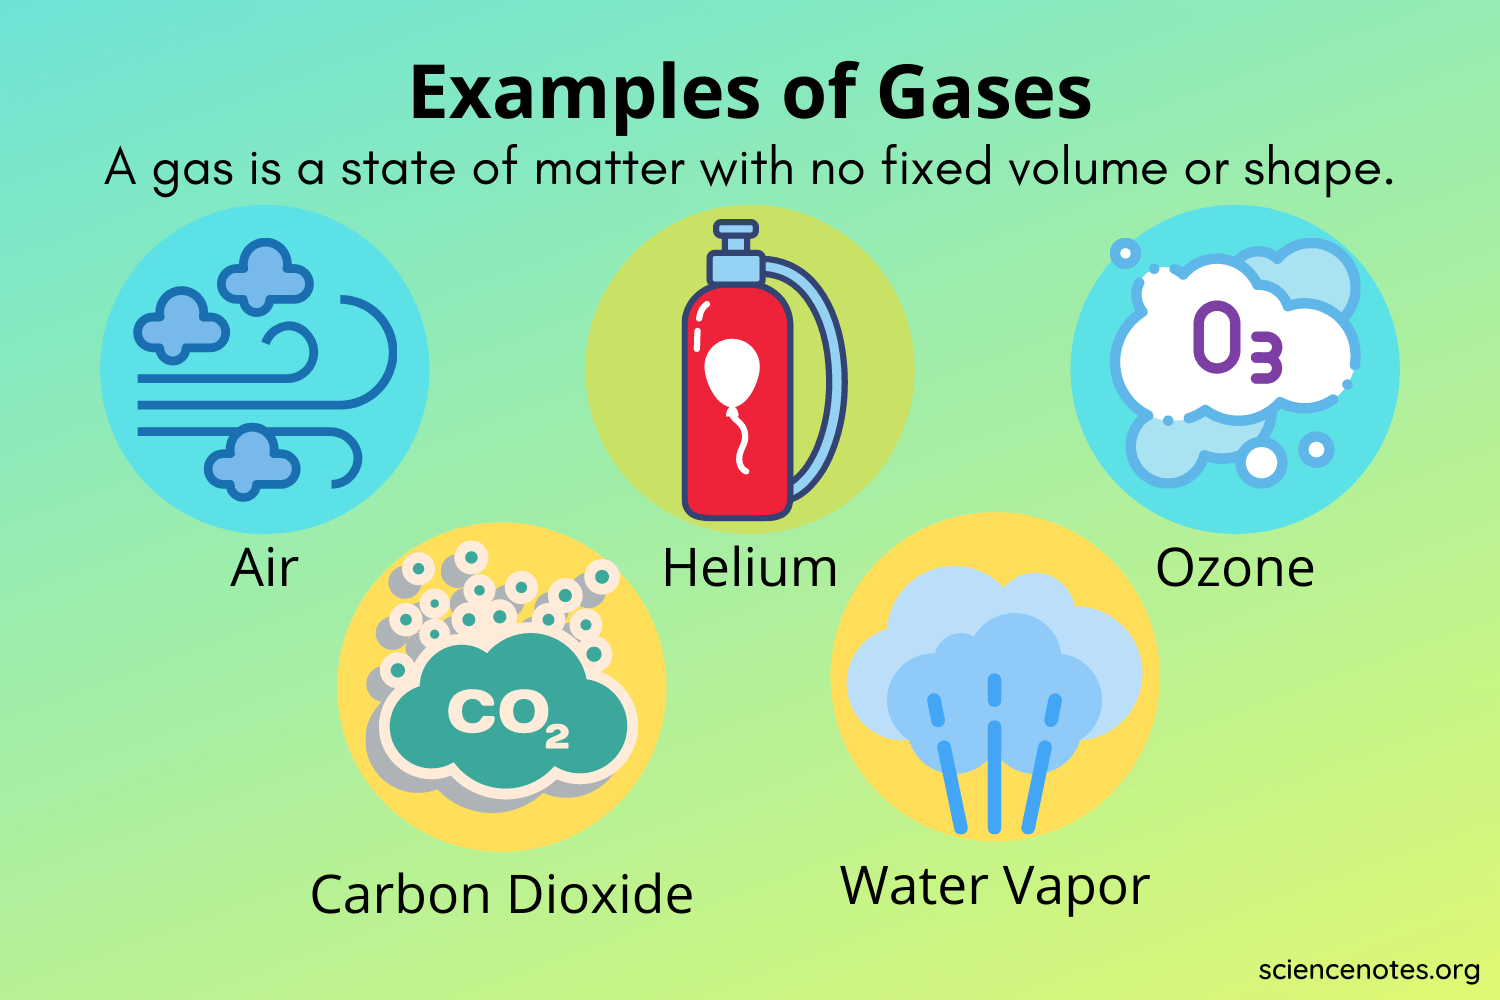 Examples of Gases
A gas is a state of matter with no fixed volume or shape.
O₃
Air
Helium
Ozone
CO₂
Carbon Dioxide
Water Vapor
sciencenotes.org